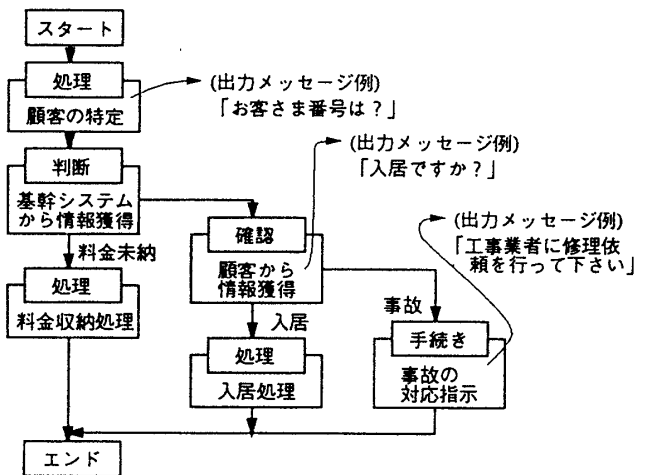 スタート
処理
顧客の特定
(出力メッセージ例)
「お客さま番号は?」
判断
基幹システム
から情報獲得
(出力メッセージ例)
「入居ですか?」
料金未納
確認
顧客から
情報獲得
(出力メッセージ例)
「工事業者に修理依
頼を行って下さい」
処理
料金収納処理
入居
事故
処理
入居処理
手続き
事故の
対応指示
エンド